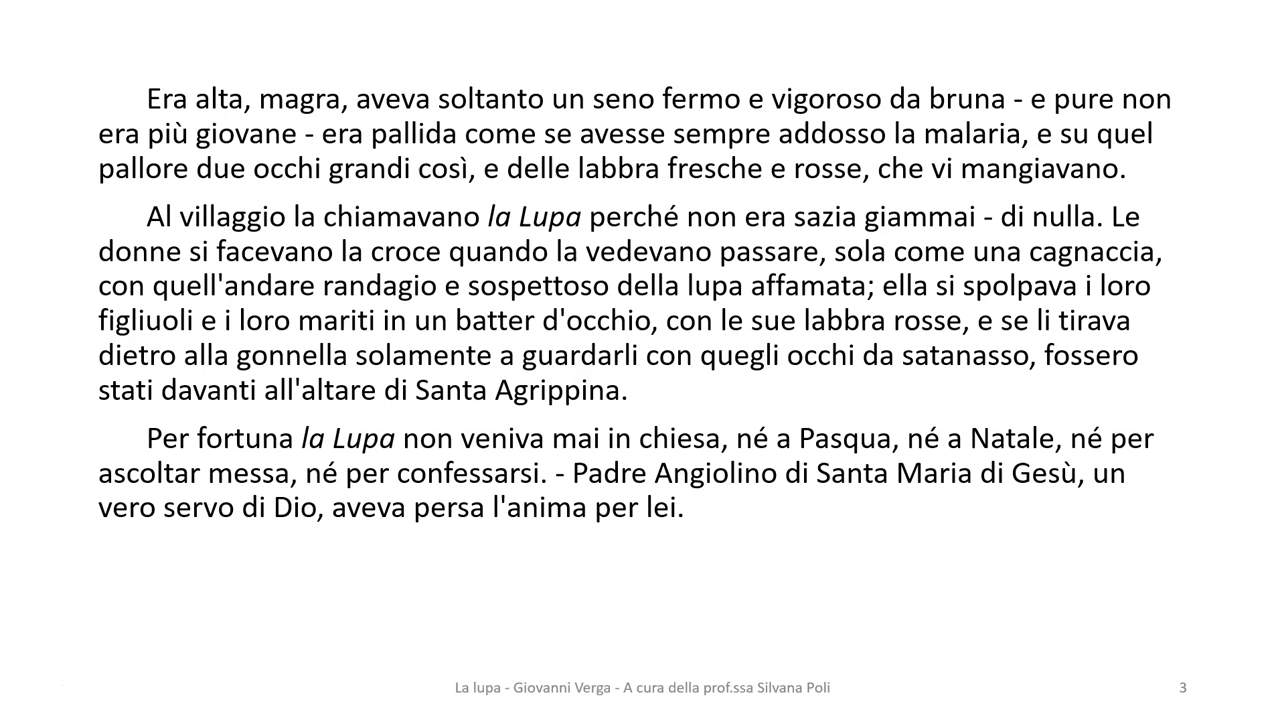 Era alta, magra, aveva soltanto un seno fermo e vigoroso da bruna - e pure non
era più giovane - era pallida come se avesse sempre addosso la malaria, e su quel
pallore due occhi grandi così, e delle labbra fresche e rosse, che vi mangiavano.
Al villaggio la chiamavano la Lupa perché non era sazia giammai - di nulla. Le
donne si facevano la croce quando la vedevano passare, sola come una cagnaccia,
con quell'andare randagio e sospettoso della lupa affamata; ella si spolpava i loro
figliuoli e i loro mariti in un batter d'occhio, con le sue labbra rosse, e se li tirava
dietro alla gonnella solamente a guardarli con quegli occhi da satanasso, fossero
stati davanti all'altare di Santa Agrippina.
Per fortuna la Lupa non veniva mai in chiesa, né a Pasqua, né a Natale, né per
ascoltar messa, né per confessarsi. - Padre Angiolino di Santa Maria di Gesù, un
vero servo di Dio, aveva persa l'anima per lei.
La lupa - Giovanni Verga - A cura della prof.ssa Silvana Poli
3